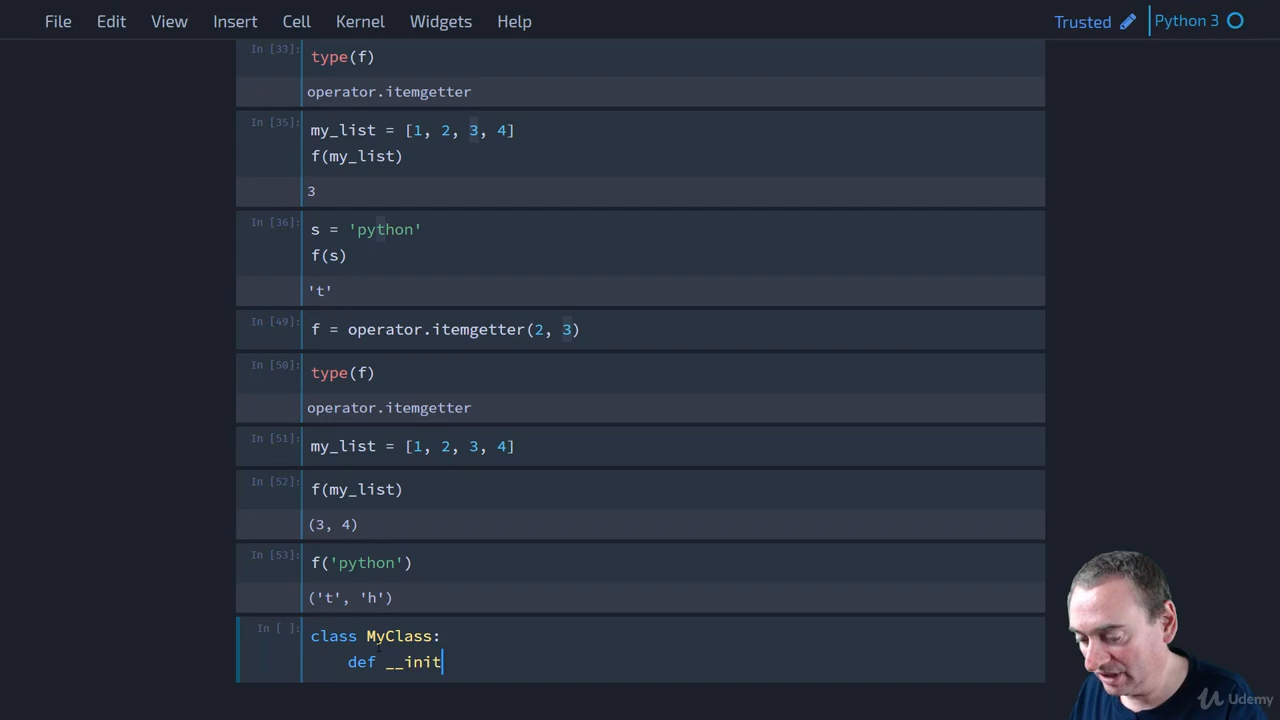 File Edit View Insert Cell Kernel Widgets Help Trusted Python 3
In [33]: type(f)
operator.itemgetter
In [35]: my_list = [1, 2, 3, 4]
f(my_list)
3
In [36]: s = 'python'
f(s)
't'
In [49]: f = operator.itemgetter(2, 3)
In [50]: type(f)
operator.itemgetter
In [51]: my_list = [1, 2, 3, 4]
In [52]: f(my_list)
(3, 4)
In [53]: f('python')
('t', 'h')
In [ ]: class MyClass:
def __init
Udemy